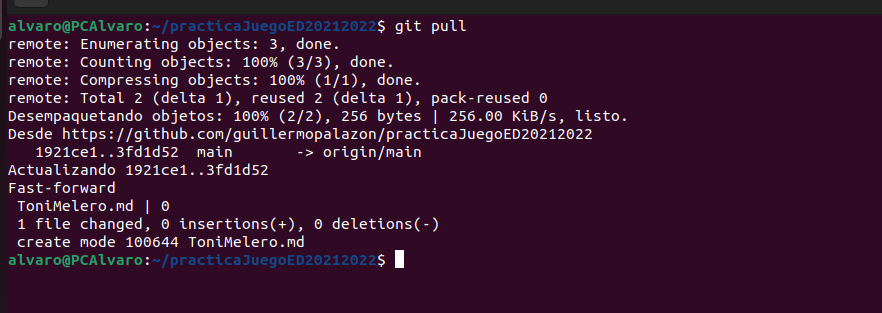 alvaro@PCAlvaro:~/practicaJuegoED20212022$ git pull
remote: Enumerating objects: 3, done.
remote: Counting objects: 100% (3/3), done.
remote: Compressing objects: 100% (1/1), done.
remote: Total 2 (delta 1), reused 2 (delta 1), pack-reused 0
Desempaquetando objetos: 100% (2/2), 256 bytes | 256.00 KiB/s, listo.
Desde https://github.com/guillermopalazon/practicaJuegoED20212022
   1921ce1..3fd1d52  main       -> origin/main
Actualizando 1921ce1..3fd1d52
Fast-forward
 ToniMelero.md | 0
 1 file changed, 0 insertions(+), 0 deletions(-)
 create mode 100644 ToniMelero.md
alvaro@PCAlvaro:~/practicaJuegoED20212022$